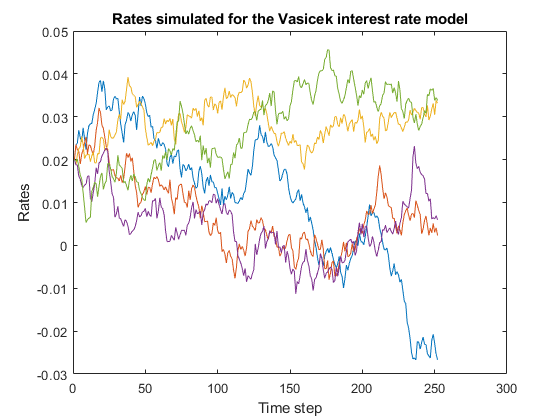 Rates simulated for the Vasicek interest rate model
0.05
0.04
0.03
0.02
0.01
0
-0.01
-0.02
-0.03
Rates
0 50 100 150 200 250 300
Time step